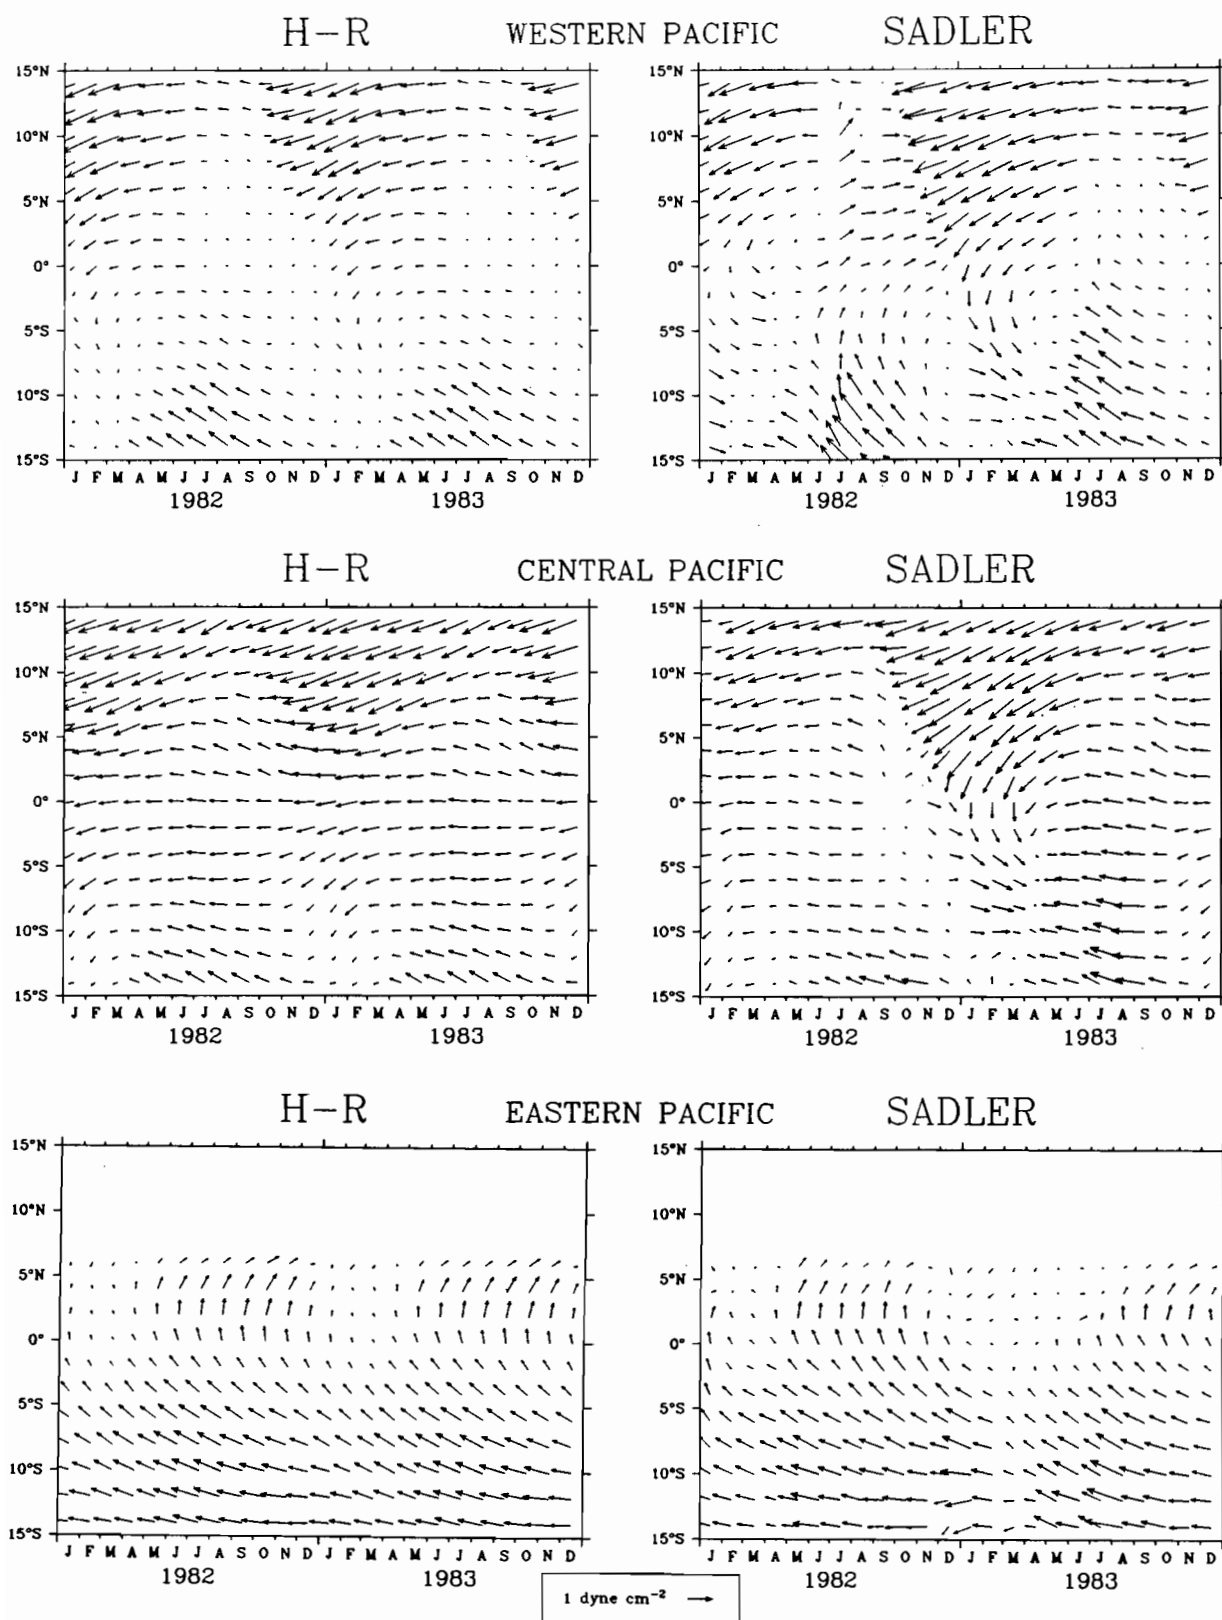 H-R WESTERN PACIFIC SADLER
15°N 15°N
10°N 10°N
5°N 5°N
0° 0°
5°S 5°S
10°S 10°S
15°S 15°S
J F M A M J J A S O N D J F M A M J J A S O N D J F M A M J J A S O N D J F M A M J J A S O N D
1982 1983 1982 1983
H-R CENTRAL PACIFIC SADLER
15°N 15°N
10°N 10°N
5°N 5°N
0° 0°
5°S 5°S
10°S 10°S
15°S 15°S
J F M A M J J A S O N D J F M A M J J A S O N D J F M A M J J A S O N D J F M A M J J A S O N D
1982 1983 1982 1983
H-R EASTERN PACIFIC SADLER
15°N 15°N
10°N 10°N
5°N 5°N
0° 0°
5°S 5°S
10°S 10°S
15°S 15°S
J F M A M J J A S O N D J F M A M J J A S O N D J F M A M J J A S O N D J F M A M J J A S O N D
1982 1983 1982 1983
1 dyne cm⁻²